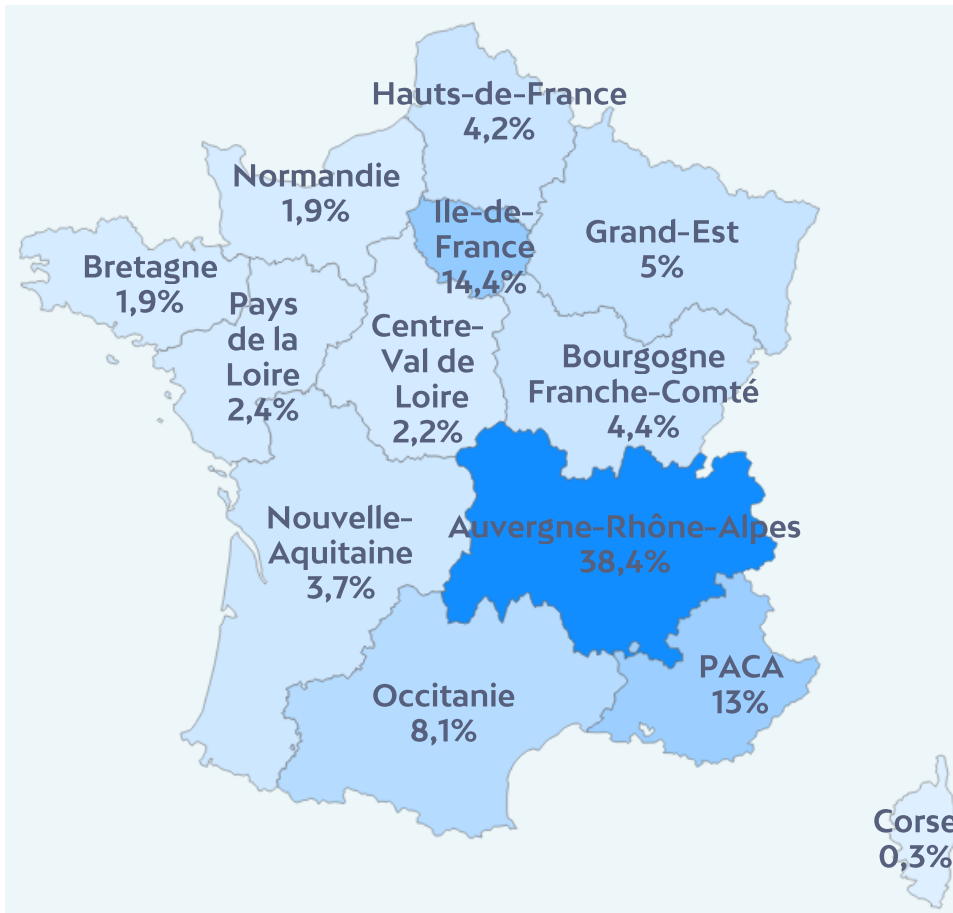 Hauts-de-France
4,2%
Normandie
1,9%
Ile-de-
France
14,4%
Grand-Est
5%
Bretagne
1,9%
Pays
de la
Loire
2,4%
Centre-
Val de
Loire
2,2%
Bourgogne
Franche-Comté
4,4%
Nouvelle-
Aquitaine
3,7%
Auvergne-Rhône-Alpes
38,4%
Occitanie
8,1%
PACA
13%
Corse
0,3%